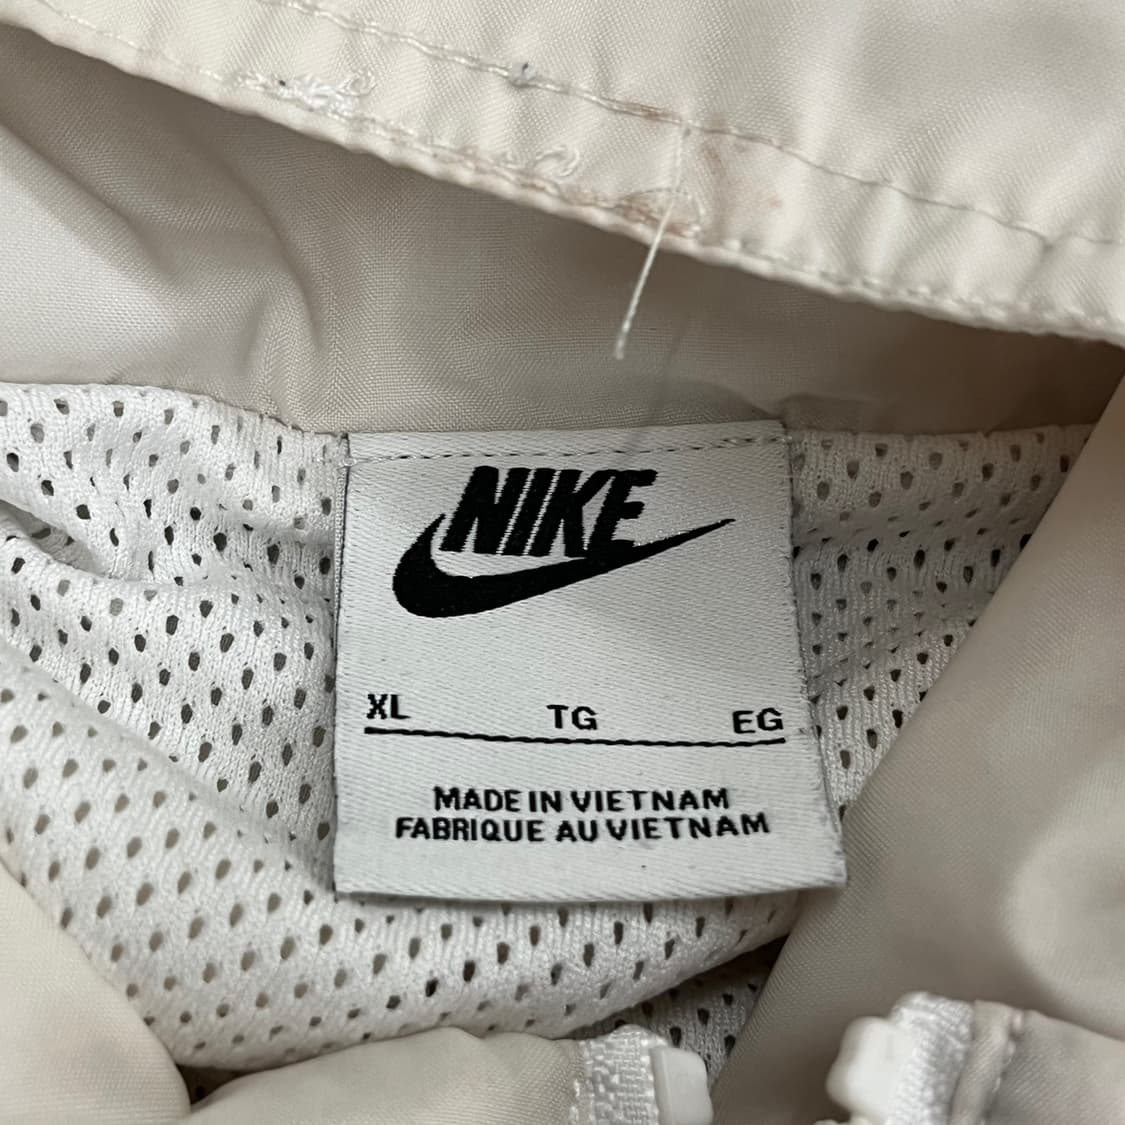 NIKE
XL TG EG
MADE IN VIETNAM
FABRIQUE AU VIETNAM